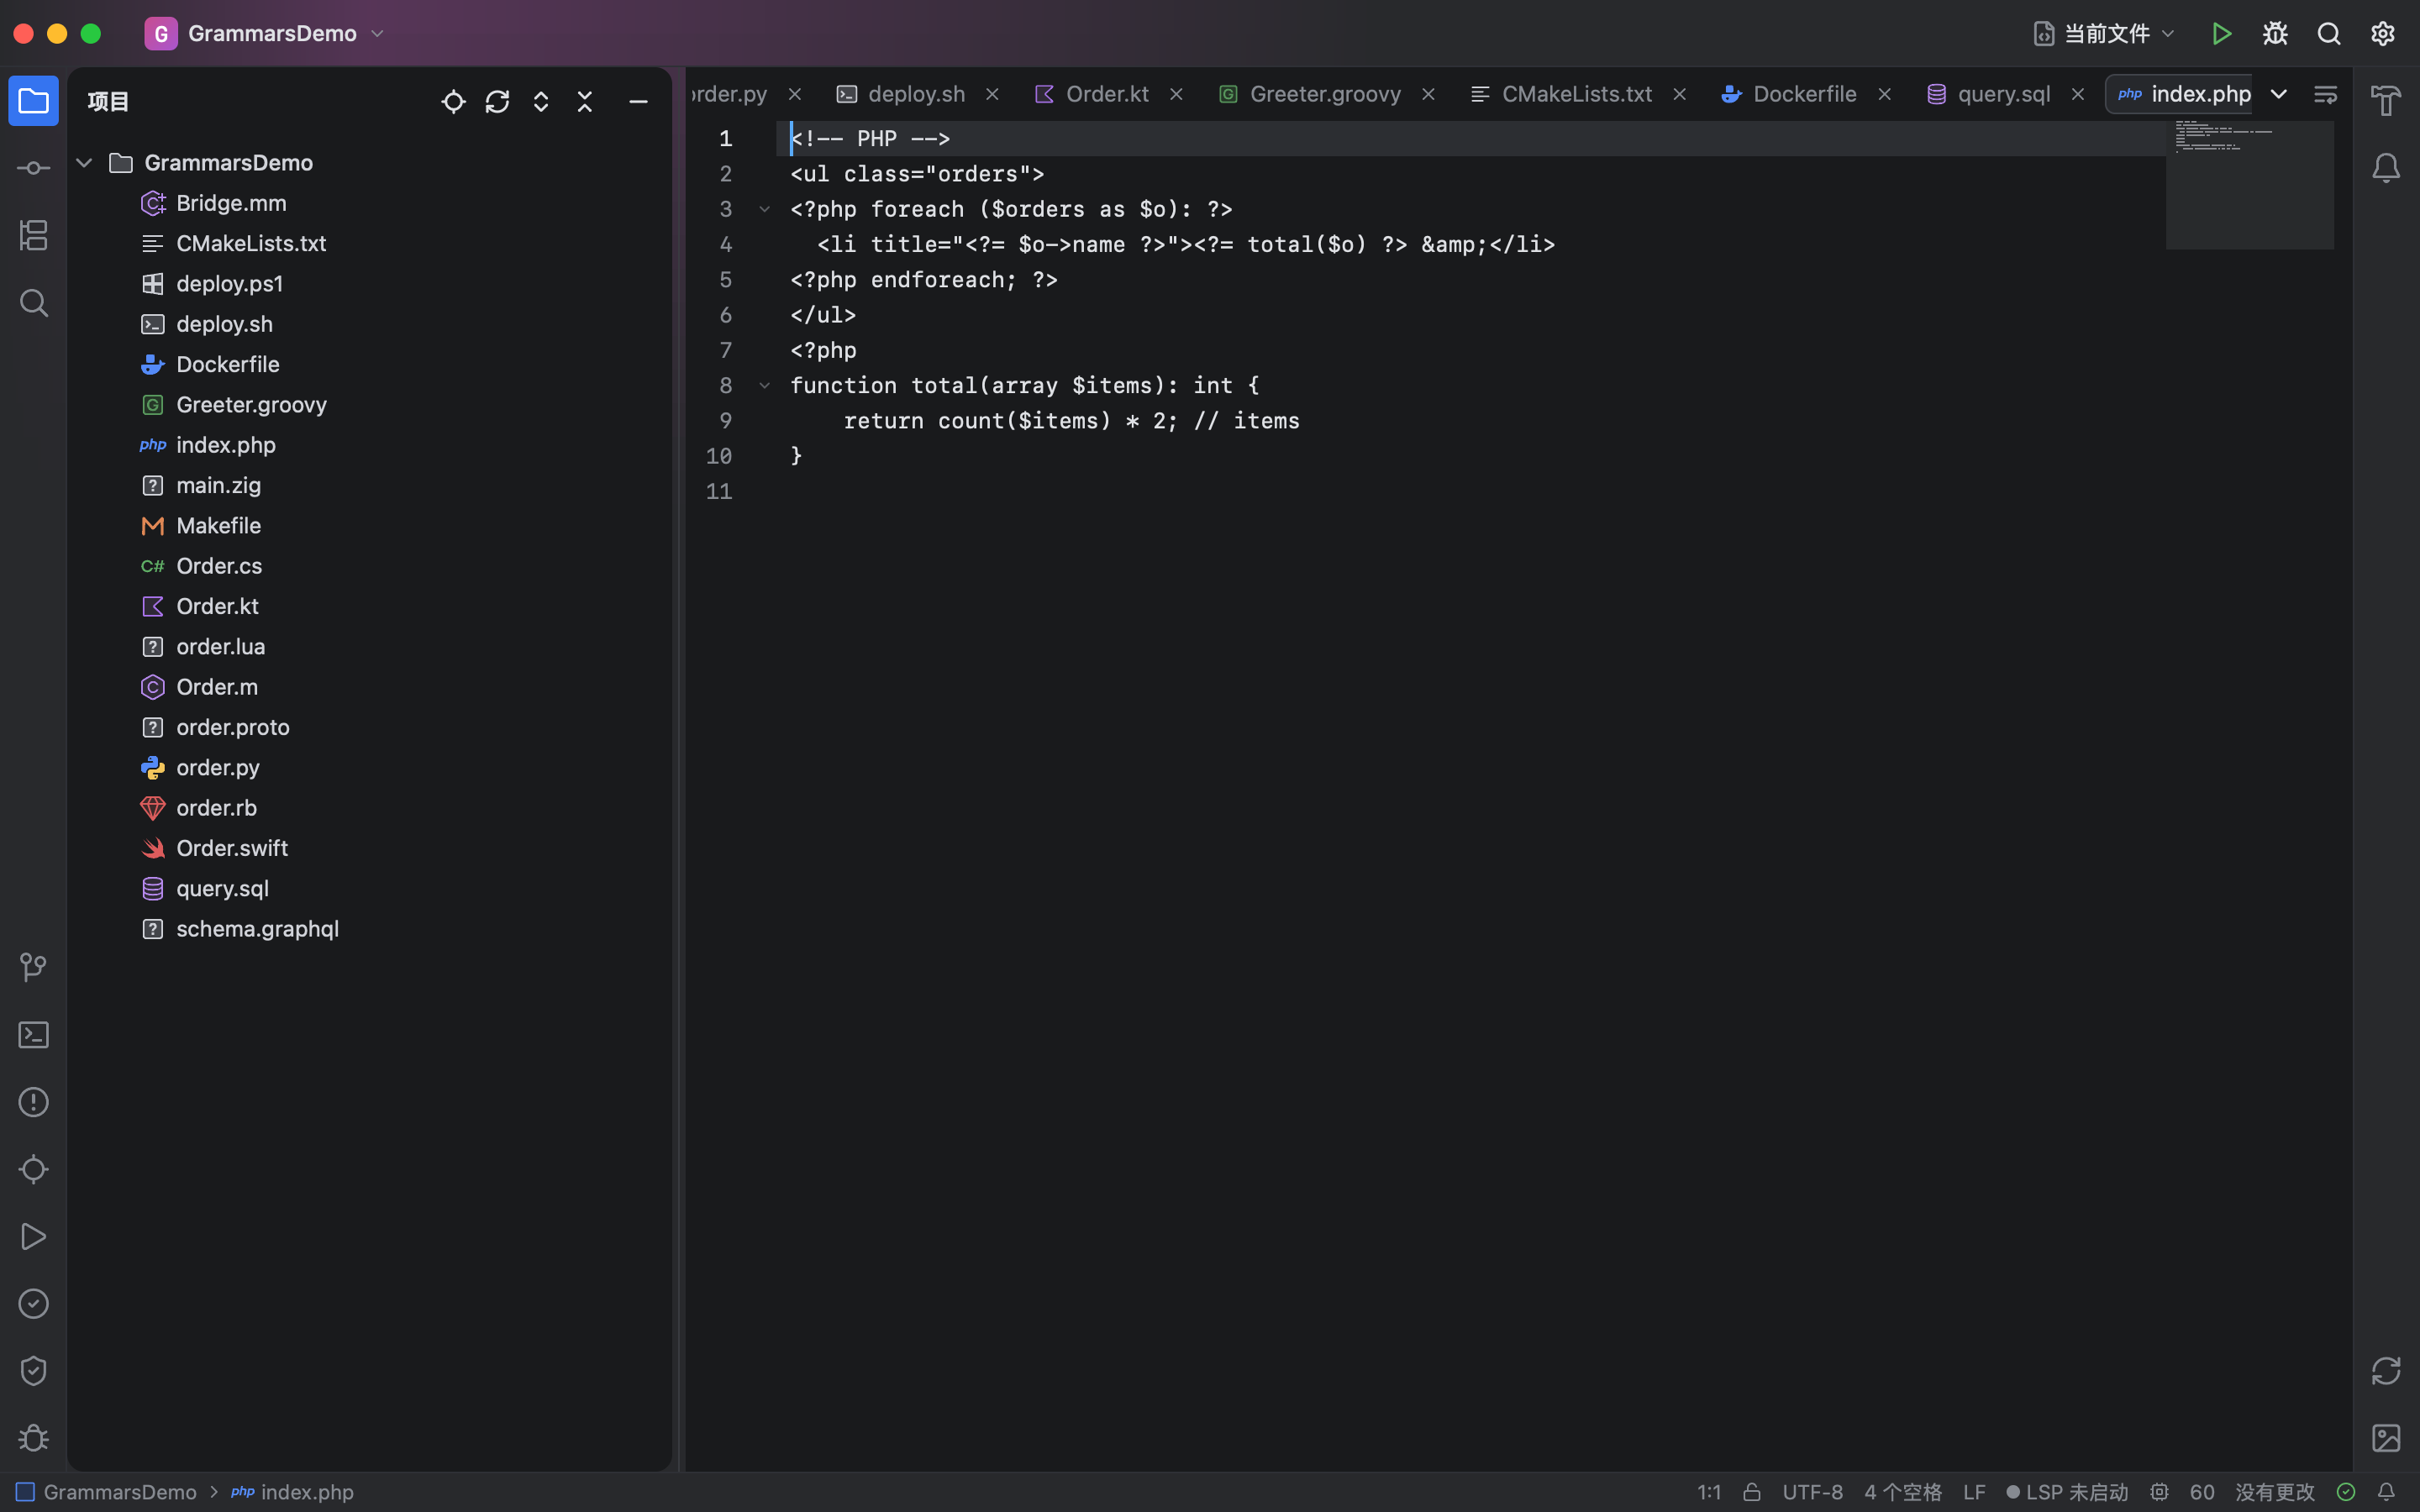 G GrammarsDemo
当前文件
项目
order.py
deploy.sh
Order.kt
G Greeter.groovy
CMakeLists.txt
Dockerfile
query.sql
php index.php
GrammarsDemo
Bridge.mm
CMakeLists.txt
deploy.ps1
deploy.sh
Dockerfile
Greeter.groovy
php index.php
main.zig
Makefile
C# Order.cs
Order.kt
order.lua
Order.m
order.proto
order.py
order.rb
Order.swift
query.sql
schema.graphql
1 <!-- PHP -->
2 <ul class="orders">
3 <?php foreach ($orders as $o): ?>
4   <li title="<?= $o->name ?>"><?= total($o) ?> &amp;</li>
5 <?php endforeach; ?>
6 </ul>
7 <?php
8 function total(array $items): int {
9     return count($items) * 2; // items
10 }
11
GrammarsDemo > php index.php
1:1 UTF-8 4 个空格 LF LSP 未启动 60 没有更改